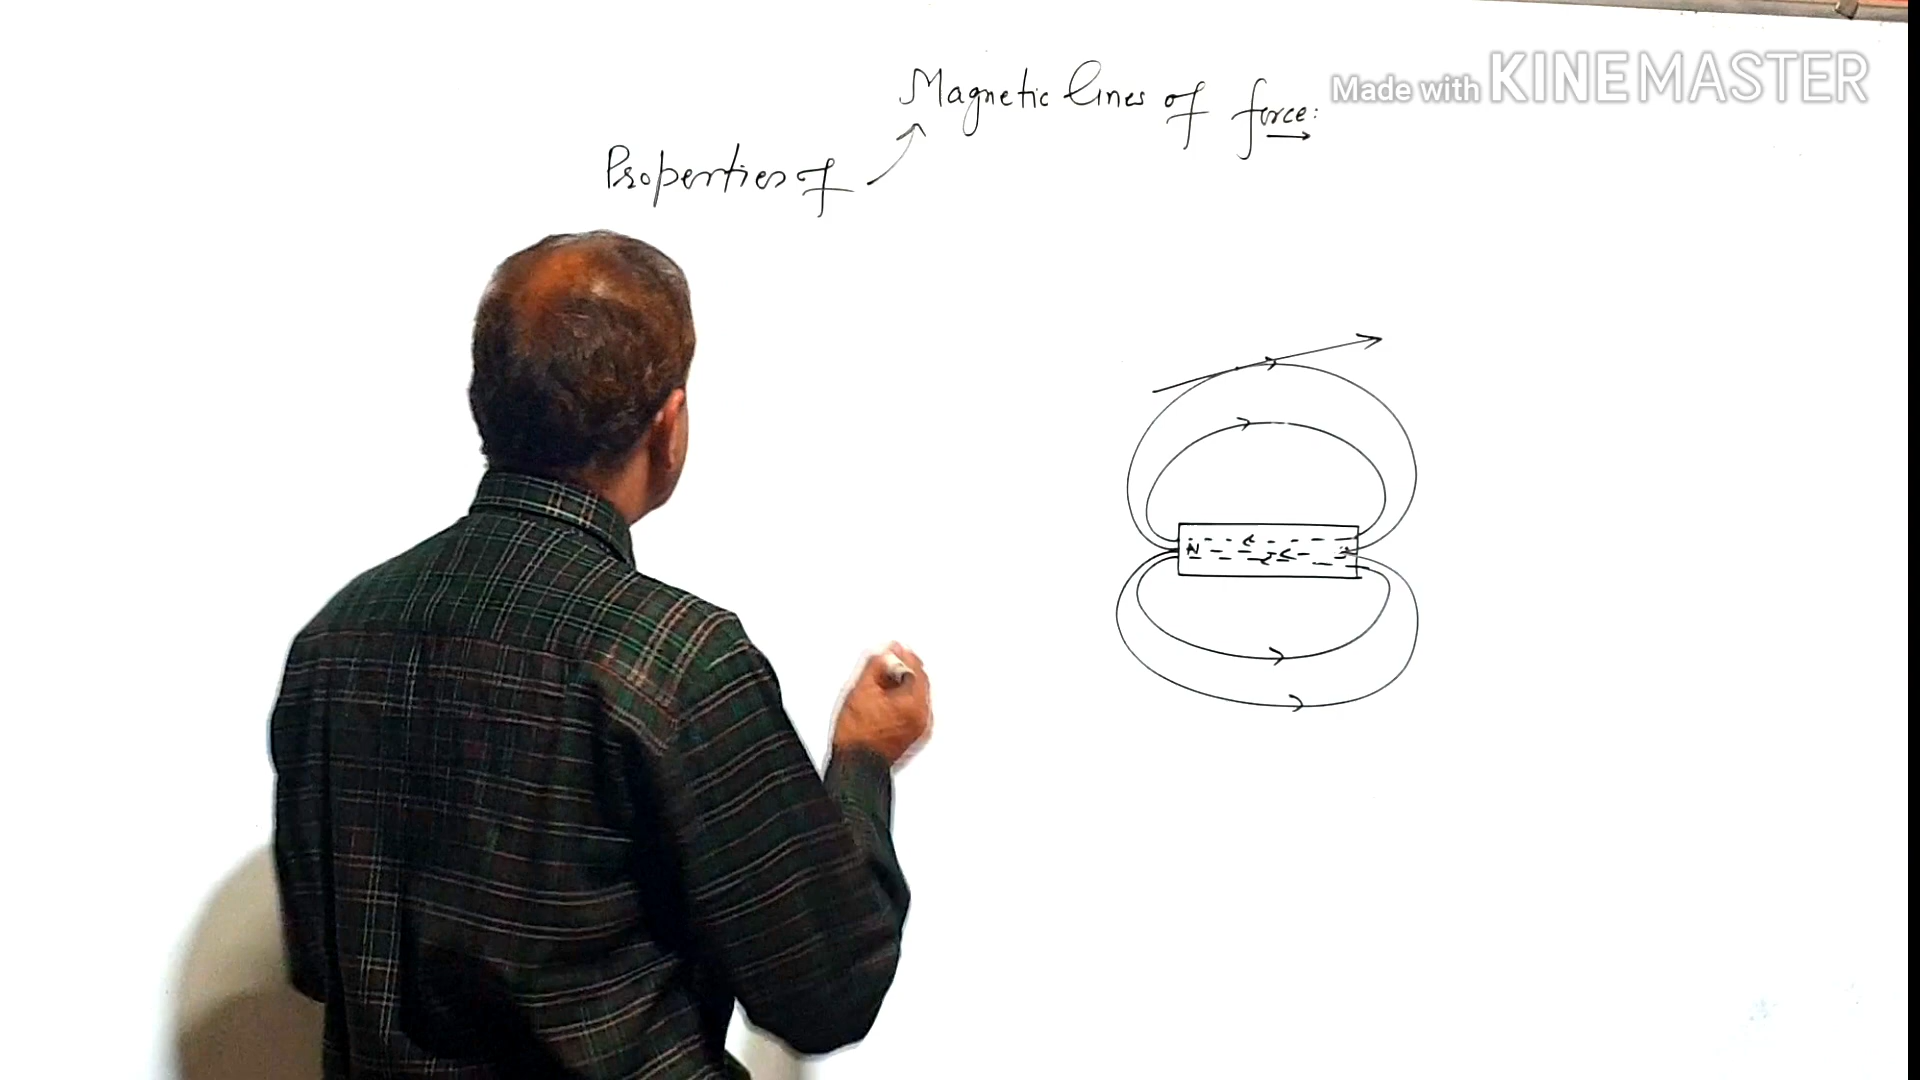 Magnetic lines of force:
Made with KINEMASTER
Properties of
N